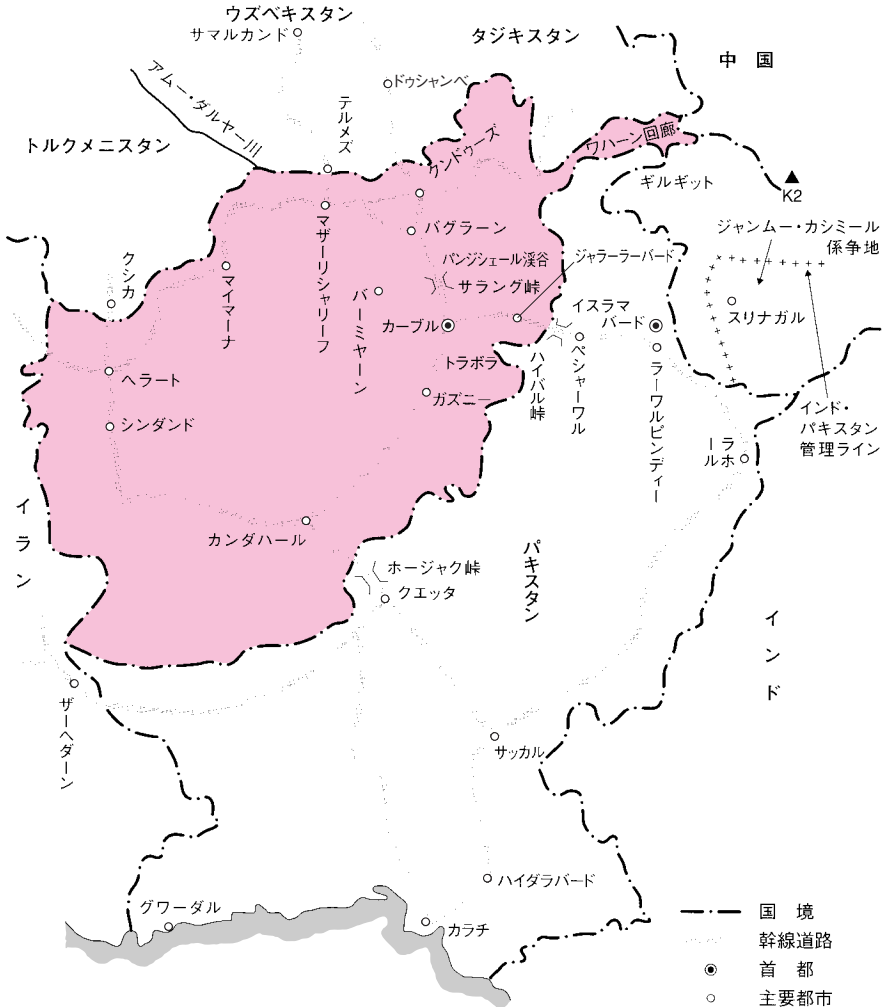 ウズベキスタン
サマルカンド
タジキスタン
中国
ドゥシャンベ
アム－・ダルヤー川
テルメズ
トルクメニスタン
クンドゥーズ
ワハーン回廊
ギルギット
K2
マザーリシャリーフ
バグラーン
ジャンムー・カシミール
係争地
クシカ
マイマーナ
バーミヤーン
パンジシェール渓谷
サラング峠
ジャラーラーバード
イスラマ
バード
スリナガル
カーブル
ヘラート
トラボラ
ハイバル峠
ペシャーワル
ラーワルピンディー
ガズニー
シンダンド
インド・
パキスタン
管理ライン
ラホール
イラン
カンダハール
ホージャク峠
クエッタ
パキスタン
インド
ザーヘダーン
サッカル
ハイダラバード
グワーダル
カラチ
国境
幹線道路
首都
主要都市